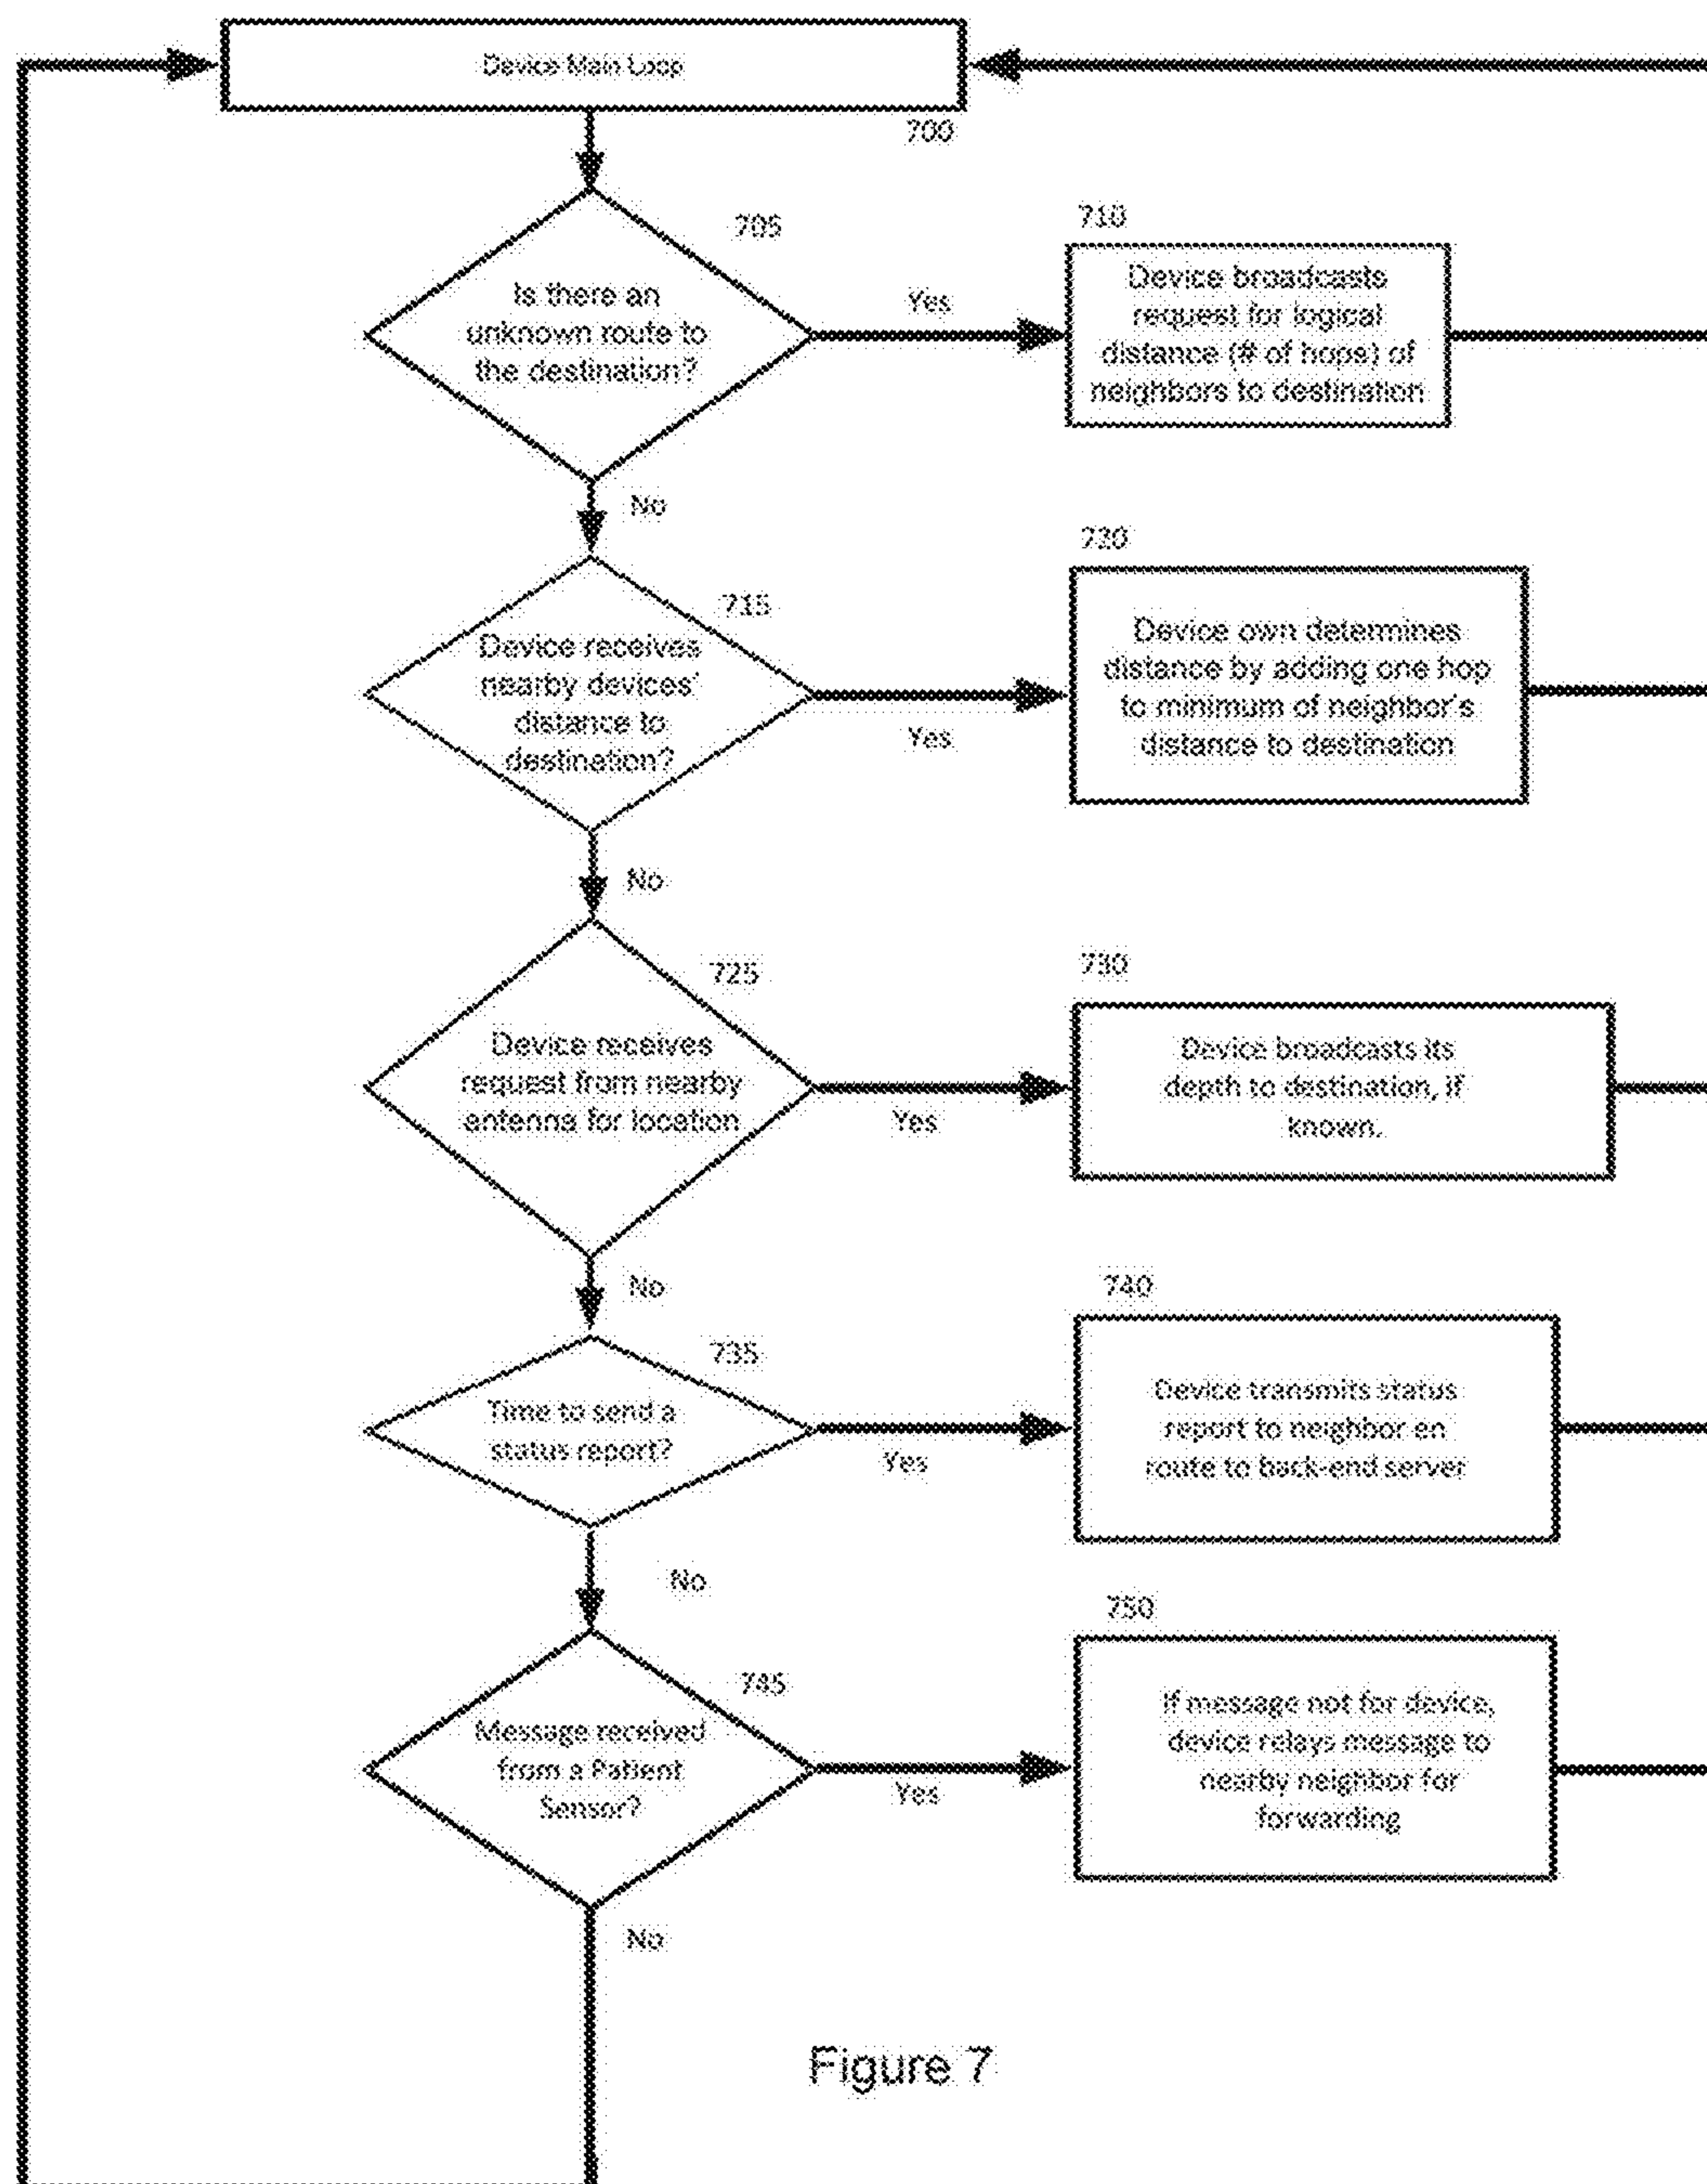 Device Main Loop
700
705
Is there an
unknown route to
the destination?
Yes
710
Device broadcasts
request for logical
distance (# of hops) of
neighbors to destination
No
715
Device receives
nearby devices'
distance to
destination?
Yes
720
Device own determines
distance by adding one hop
to minimum of neighbor's
distance to destination
No
725
Device receives
request from nearby
antenna for location
Yes
730
Device broadcasts its
depth to destination, if
known.
No
735
Time to send a
status report?
Yes
740
Device transmits status
report to neighbor en
route to back-end server
No
745
Message received
from a Patient
Sensor?
Yes
750
If message not for device,
device relays message to
nearby neighbor for
forwarding
No
Figure 7